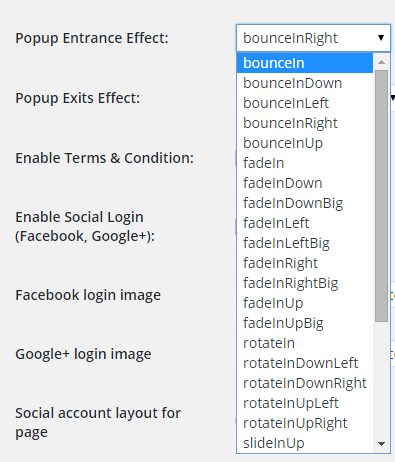 Popup Entrance Effect:
bounceInRight
bounceIn
bounceInDown
bounceInLeft
bounceInRight
bounceInUp
fadeIn
fadeInDown
fadeInDownBig
fadeInLeft
fadeInLeftBig
fadeInRight
fadeInRightBig
fadeInUp
fadeInUpBig
rotateIn
rotateInDownLeft
rotateInDownRight
rotateInUpLeft
rotateInUpRight
slideInUp
Popup Exits Effect:
Enable Terms & Condition:
Enable Social Login
(Facebook, Google+):
Facebook login image
Google+ login image
Social account layout for
page